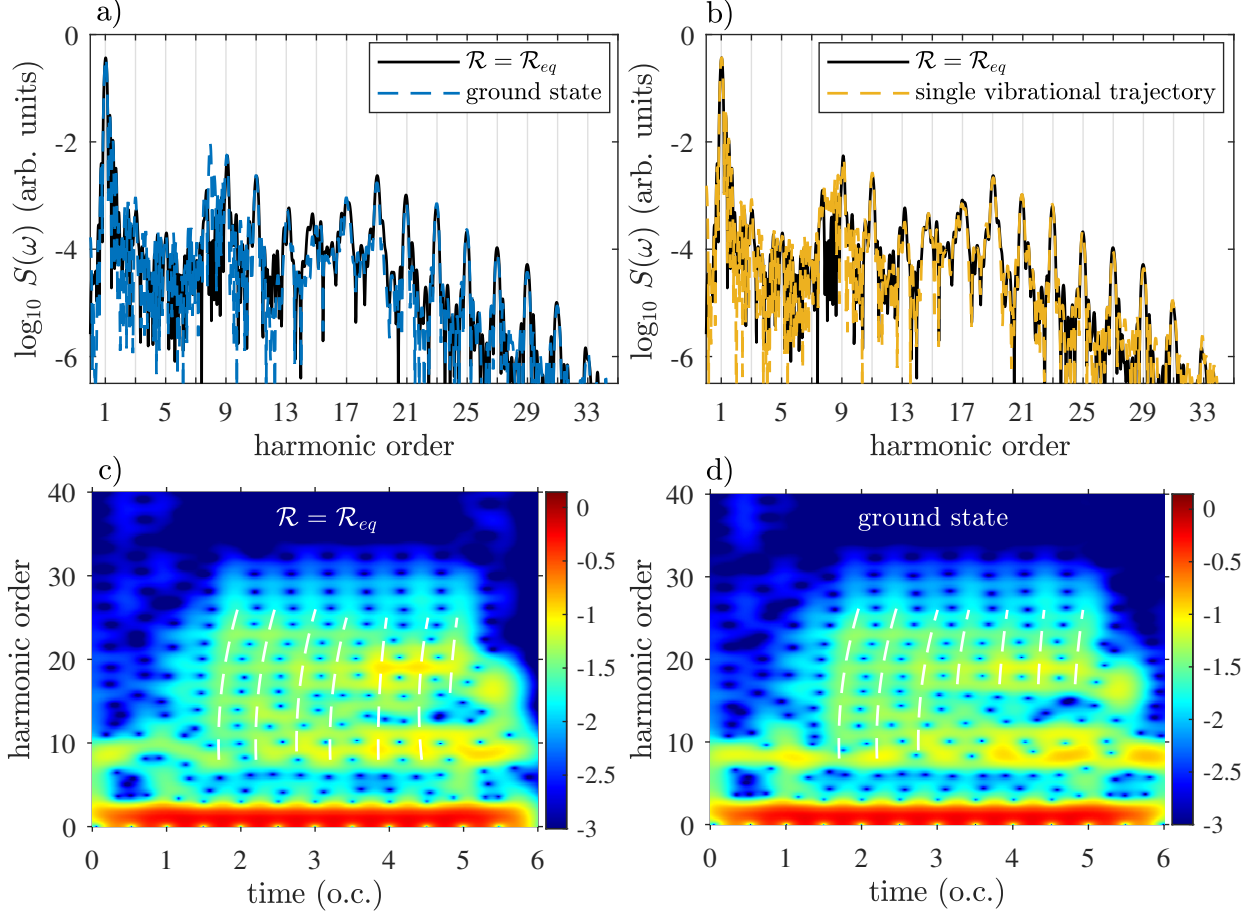 a)
0
-2
-4
-6
log₁₀ S(ω) (arb. units)
ℛ = ℛeq
ground state
1 5 9 13 17 21 25 29 33
harmonic order
b)
0
-2
-4
-6
log₁₀ S(ω) (arb. units)
ℛ = ℛeq
single vibrational trajectory
1 5 9 13 17 21 25 29 33
harmonic order
c)
40
30
20
10
0
harmonic order
ℛ = ℛeq
0 1 2 3 4 5 6
time (o.c.)
0
-0.5
-1
-1.5
-2
-2.5
-3
d)
40
30
20
10
0
harmonic order
ground state
0 1 2 3 4 5 6
time (o.c.)
0
-0.5
-1
-1.5
-2
-2.5
-3